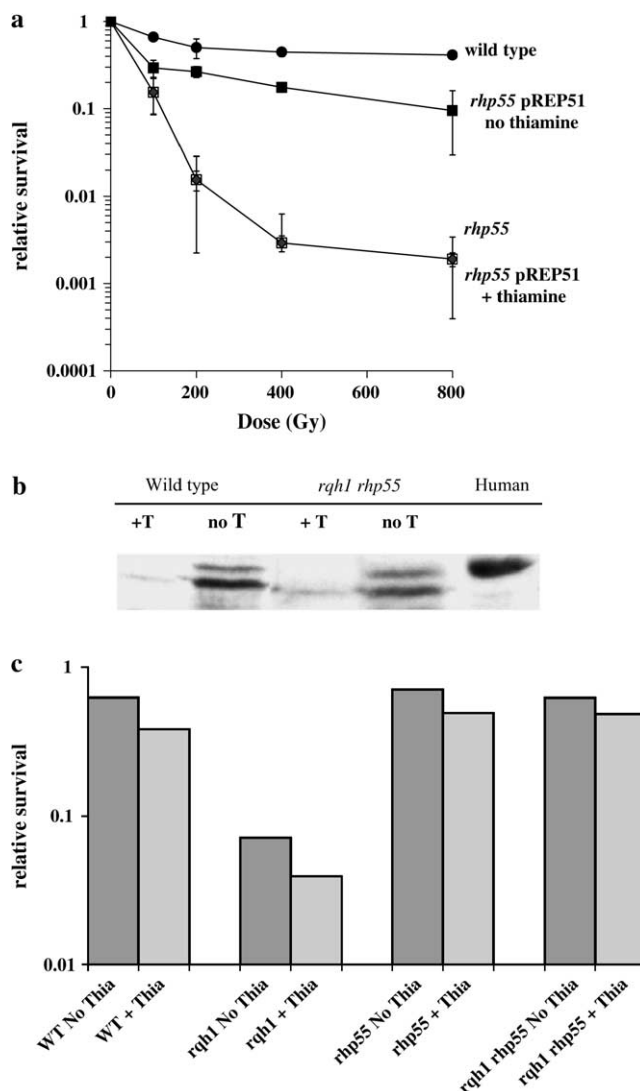 a
1
0.1
0.01
0.001
0.0001
relative survival
wild type
rhp55 pREP51
no thiamine
rhp55
rhp55 pREP51
+ thiamine
0 200 400 600 800
Dose (Gy)
b
Wild type rqh1 rhp55 Human
+T no T + T no T
c
1
0.1
0.01
relative survival
WT No Thia
WT + Thia
rqh1 No Thia
rqh1 + Thia
rhp55 No Thia
rhp55 + Thia
rqh1 rhp55 No Thia
rqh1 rhp55 + Thia